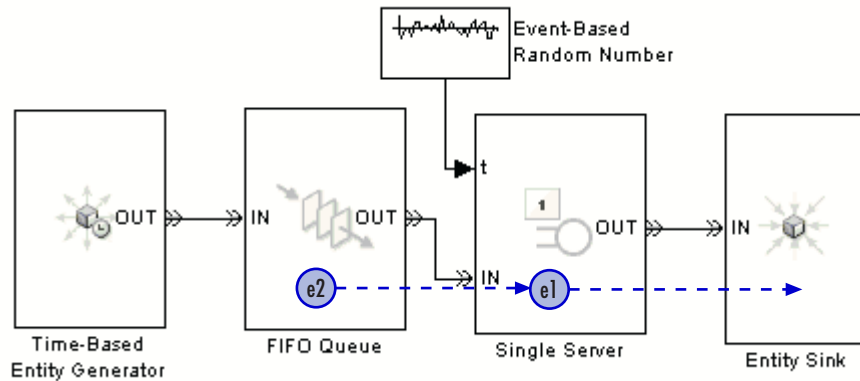 Event-Based
Random Number
t
OUT
IN
OUT
1
OUT
IN
IN
e2
e1
Time-Based
Entity Generator
FIFO Queue
Single Server
Entity Sink